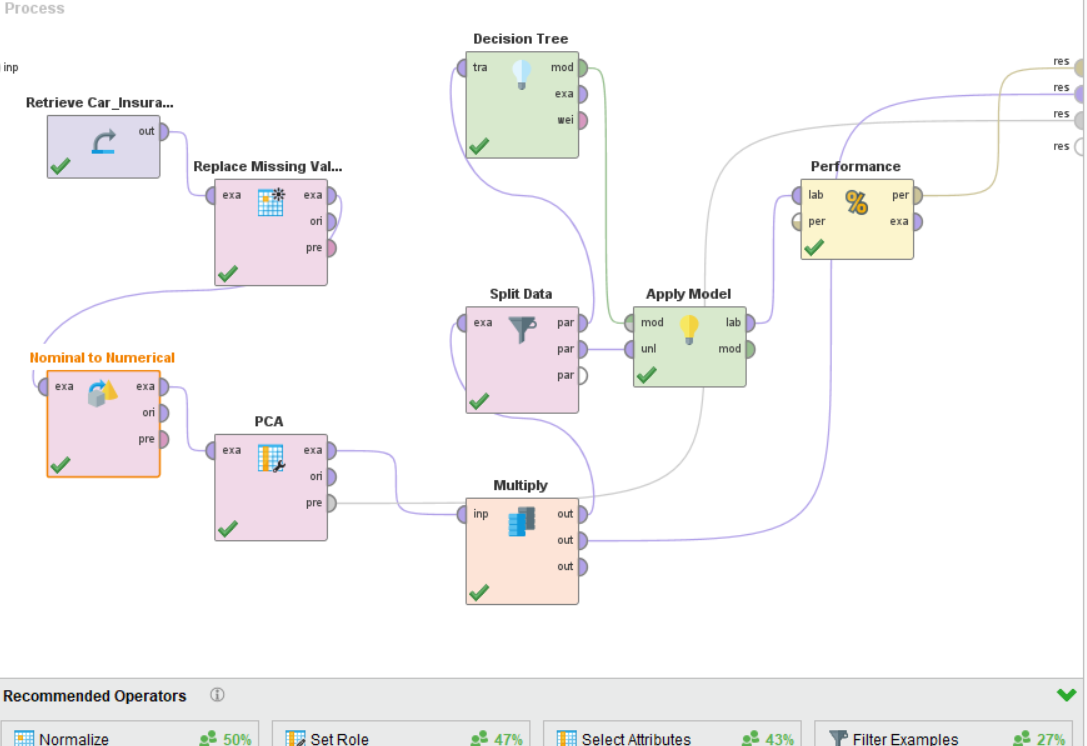 Process
inp
res
res
res
res
Decision Tree
tra mod
exa
wei
Retrieve Car_Insura...
out
Replace Missing Val...
exa exa
ori
pre
Performance
lab per
per exa
Split Data
exa par
par
par
Apply Model
mod lab
unl mod
Nominal to Numerical
exa exa
ori
pre
PCA
exa exa
ori
pre
Multiply
inp out
out
out
Recommended Operators
Normalize 50%
Set Role 47%
Select Attributes 43%
Filter Examples 27%